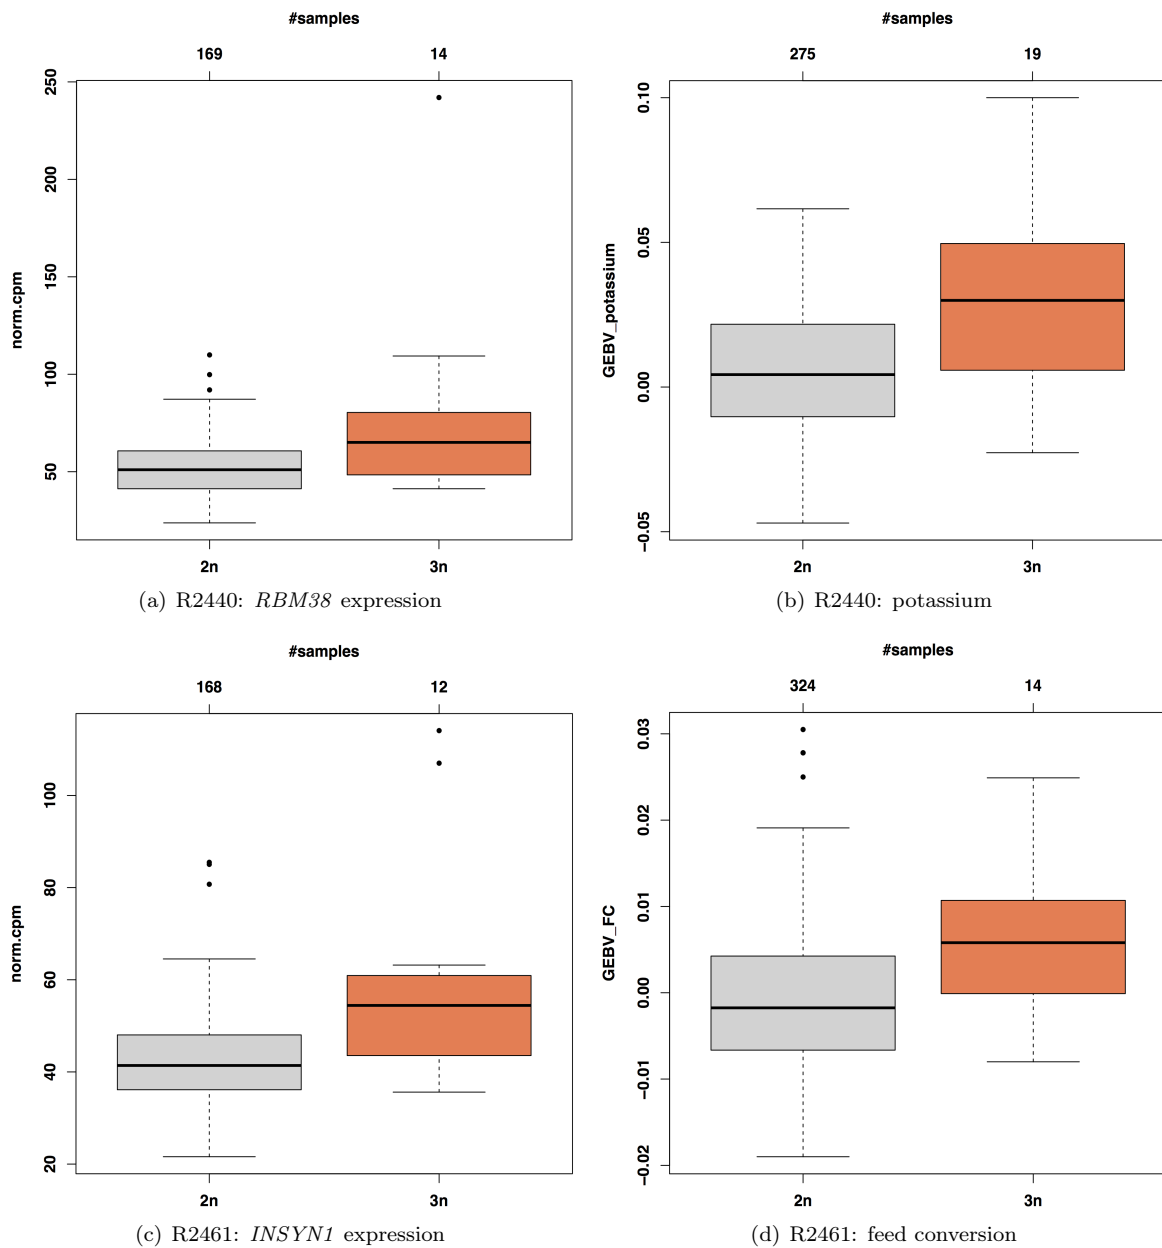 #samples
169 14
250
200
150
100
50
norm.cpm
2n 3n
(a) R2440: RBM38 expression
#samples
275 19
0.10
0.05
0.00
−0.05
GEBV_potassium
2n 3n
(b) R2440: potassium
#samples
168 12
100
80
60
40
20
norm.cpm
2n 3n
(c) R2461: INSYN1 expression
#samples
324 14
0.03
0.02
0.01
0.00
−0.01
−0.02
GEBV_FC
2n 3n
(d) R2461: feed conversion